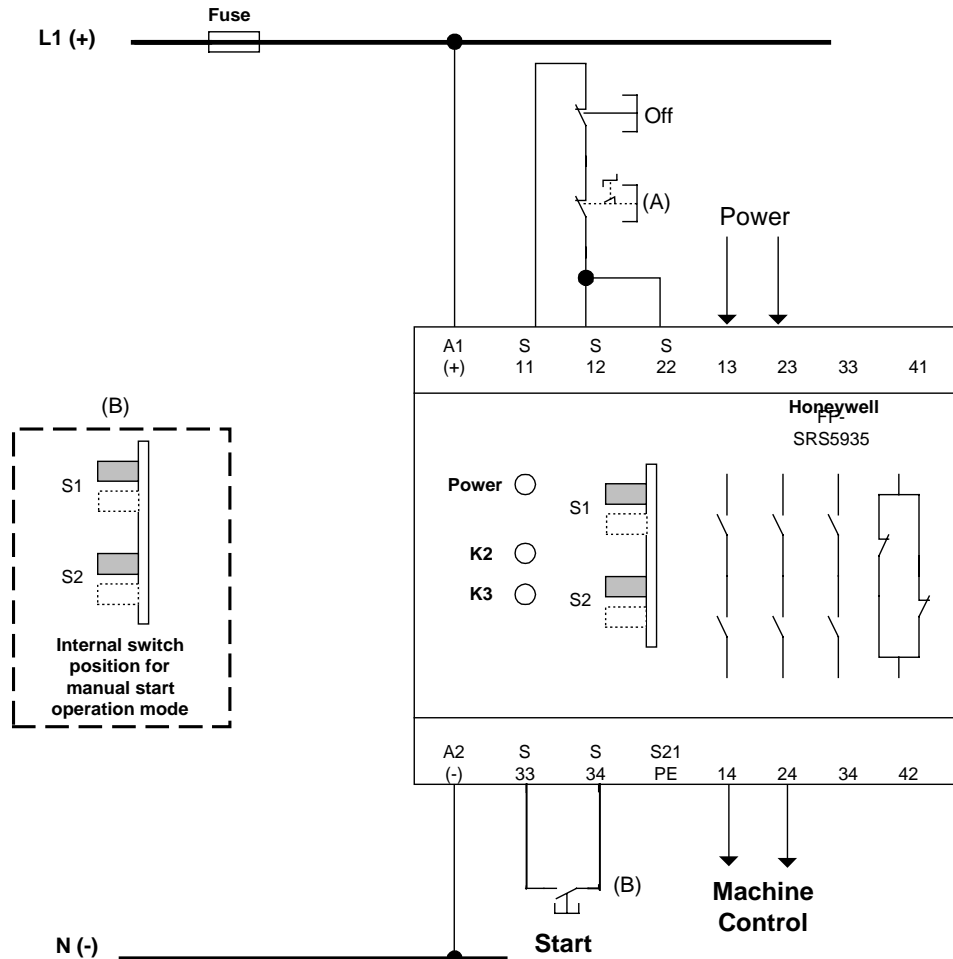 Fuse
L1 (+)
Off
(A)
Power
A1 S S S
(+) 11 12 22 13 23 33 41
(B)
Honeywell
FP-
SRS5935
S1
Power
S1
K2
S2
K3
S2
Internal switch
position for
manual start
operation mode
A2 S S S21
(-) 33 34 PE 14 24 34 42
(B)
Machine
Control
Start
N (-)